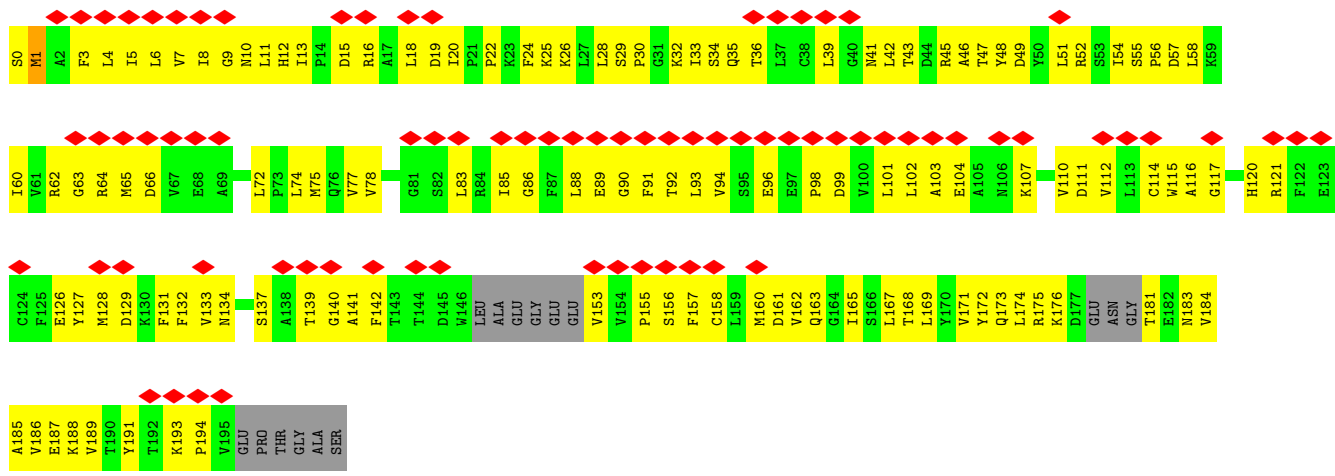 S0 M1 A2 F3 L4 I5 L6 V7 I8 G9 N10 L11 H12 I13 P14 D15 R16 A17 L18 D19 I20 P21 P22 K23 F24 K25 K26 L27 L28 S29 P30 G31 K32 I33 S34 Q35 T36 L37 C38 L39 G40 N41 L42 T43 D44 R45 A46 T47 Y48 D49 Y50 L51 R52 S53 I54 S55 P56 D57 L58 K59
I60 V61 R62 G63 R64 M65 D66 V67 E68 A69 L72 P73 L74 M75 Q76 V77 V78 G81 S82 L83 R84 I85 G86 F87 L88 E89 G90 F91 T92 L93 V94 S95 E96 E97 P98 D99 V100 L101 L102 A103 E104 A105 N106 K107 V110 D111 V112 L113 C114 W115 A116 G117 H120 R121 F122 E123
C124 F125 E126 Y127 M128 D129 K130 F131 F132 V133 N134 S137 A138 T139 G140 A141 F142 T143 T144 D145 W146 LEU ALA GLU GLY GLU GLU V153 V154 P155 S156 F157 C158 L159 M160 D161 V162 Q163 G164 I165 S166 L167 T168 L169 Y170 V171 Y172 Q173 L174 R175 K176 D177 GLU ASN GLY T181 E182 N183 V184
A185 V186 E187 K188 V189 T190 Y191 T192 K193 P194 V195 GLU PRO THR GLY ALA SER